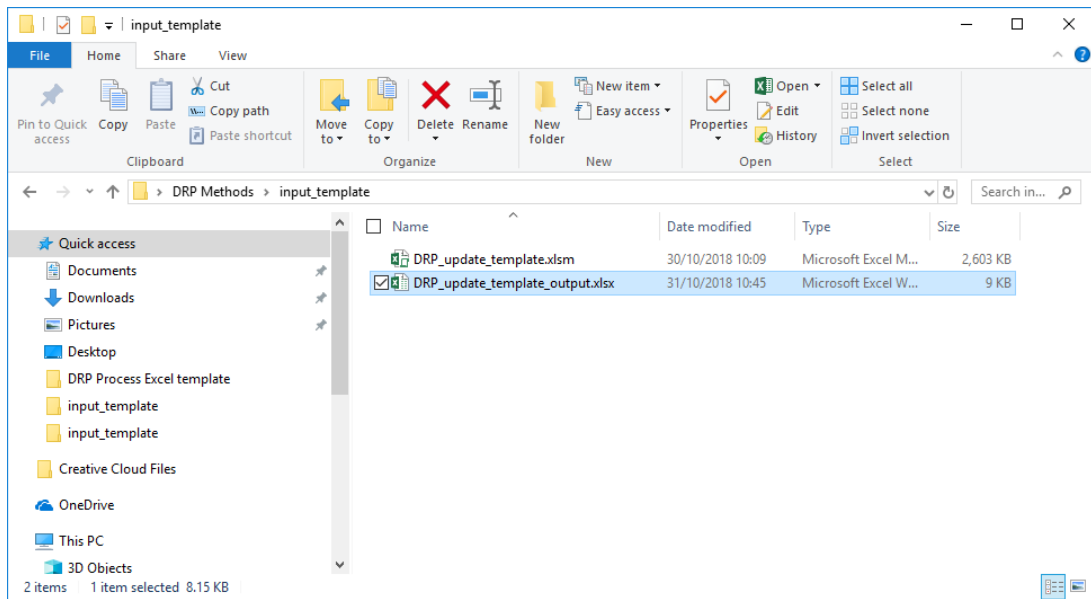 input_template
File Home Share View
Pin to Quick access
Copy
Paste
Cut
Copy path
Paste shortcut
Move to
Copy to
Delete
Rename
New folder
New item
Easy access
Properties
Open
Edit
History
Select all
Select none
Invert selection
Clipboard Organize New Open Select
DRP Methods > input_template
Search in...
Name Date modified Type Size
DRP_update_template.xlsm 30/10/2018 10:09 Microsoft Excel M... 2,603 KB
DRP_update_template_output.xlsx 31/10/2018 10:45 Microsoft Excel W... 9 KB
Quick access
Documents
Downloads
Pictures
Desktop
DRP Process Excel template
input_template
input_template
Creative Cloud Files
OneDrive
This PC
3D Objects
2 items 1 item selected 8.15 KB